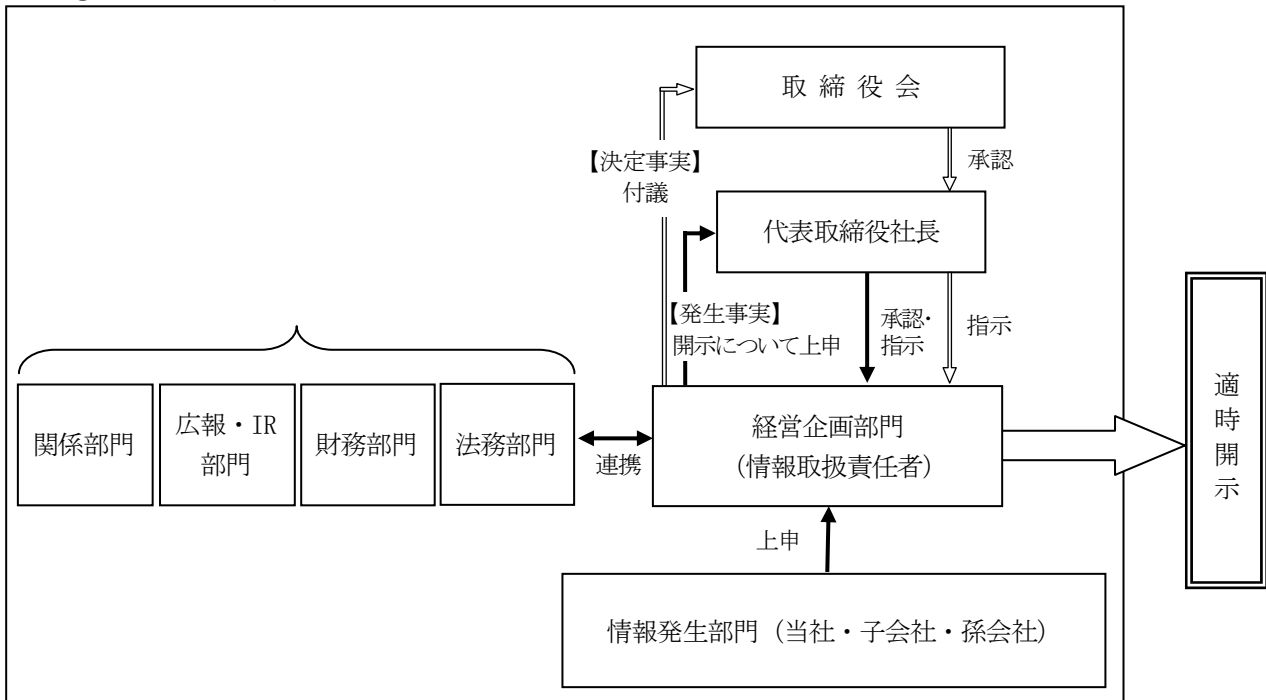 取 締 役 会
【決定事実】
付議
承認
代表取締役社長
【発生事実】
開示について上申
承認・
指示
指示
関係部門
広報・IR
部門
財務部門
法務部門
連携
経営企画部門
（情報取扱責任者）
適時開示
上申
情報発生部門（当社・子会社・孫会社）